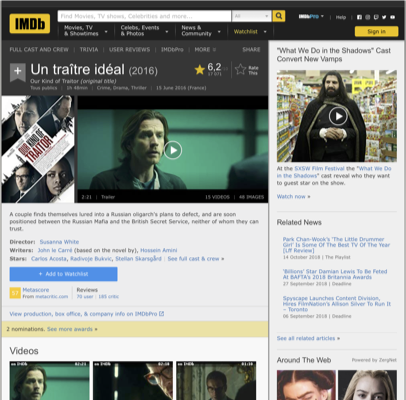 IMDb
Find Movies, TV shows, Celebrities and more...
All
IMDbPro
Help
Movies, TV
& Showtimes
Celebs, Events
& Photos
News &
Community
Watchlist
Sign in
FULL CAST AND CREW | TRIVIA | USER REVIEWS | IMDbPro | MORE
SHARE
Un traître idéal (2016)
Our Kind of Traitor (original title)
Tous publics | 1h 48min | Crime, Drama, Thriller | 15 June 2016 (France)
6,2
Rate
This
OUR KIND OF
TRAITOR
2:21 | Trailer
15 VIDEOS | 49 IMAGES
A couple finds themselves lured into a Russian oligarch's plans to defect, and are soon
positioned between the Russian Mafia and the British Secret Service, neither of whom they can
trust.
Director: Susanna White
Writers: John le Carré (based on the novel by), Hossein Amini
Stars: Carlos Acosta, Radivoje Bukvic, Stellan Skarsgård | See full cast & crew »
+ Add to Watchlist
Metascore
From metacritic.com
Reviews
70 user | 185 critic
View production, box office, & company info on IMDbPro
2 nominations. See more awards »
Videos
"What We Do in the Shadows" Cast
Convert New Vamps
At the SXSW Film Festival the "What We Do
in the Shadows" cast reveal who they want
to guest star on the show.
Watch now »
Related News
Park Chan-Wook's 'The Little Drummer
Girl' Is Some Of The Best TV Of The Year
[Lff Review]
14 October 2018 | The Playlist
'Billions' Star Damian Lewis To Be Feted
At BAFTA's 2018 Britannia Awards
27 September 2018 | Deadline
Spyglass Launches Content Division,
Hires FilmNation's Allison Silver To Run It
– Toronto
06 September 2018 | Deadline
See all related articles »
Around The Web
Powered by ZergNet